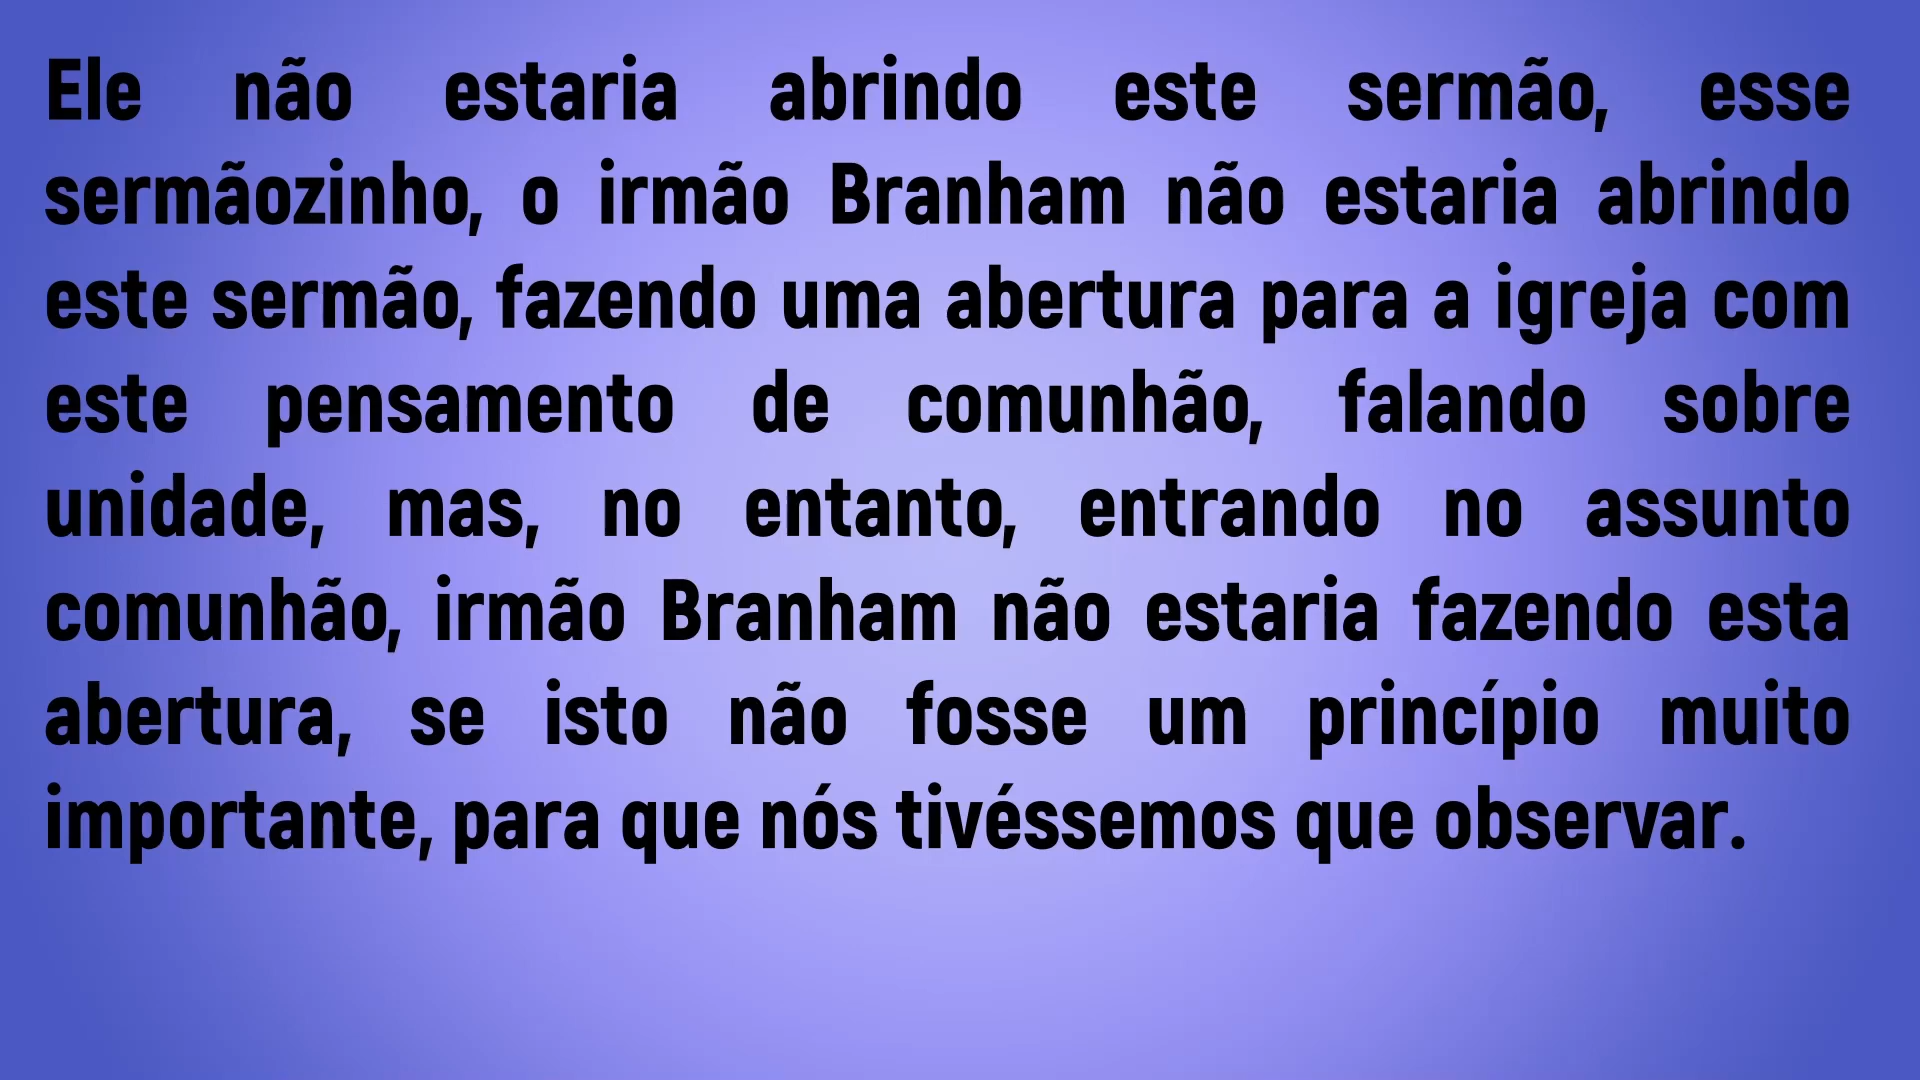 Ele não estaria abrindo este sermão, esse
sermãozinho, o irmão Branham não estaria abrindo
este sermão, fazendo uma abertura para a igreja com
este pensamento de comunhão, falando sobre
unidade, mas, no entanto, entrando no assunto
comunhão, irmão Branham não estaria fazendo esta
abertura, se isto não fosse um princípio muito
importante, para que nós tivéssemos que observar.